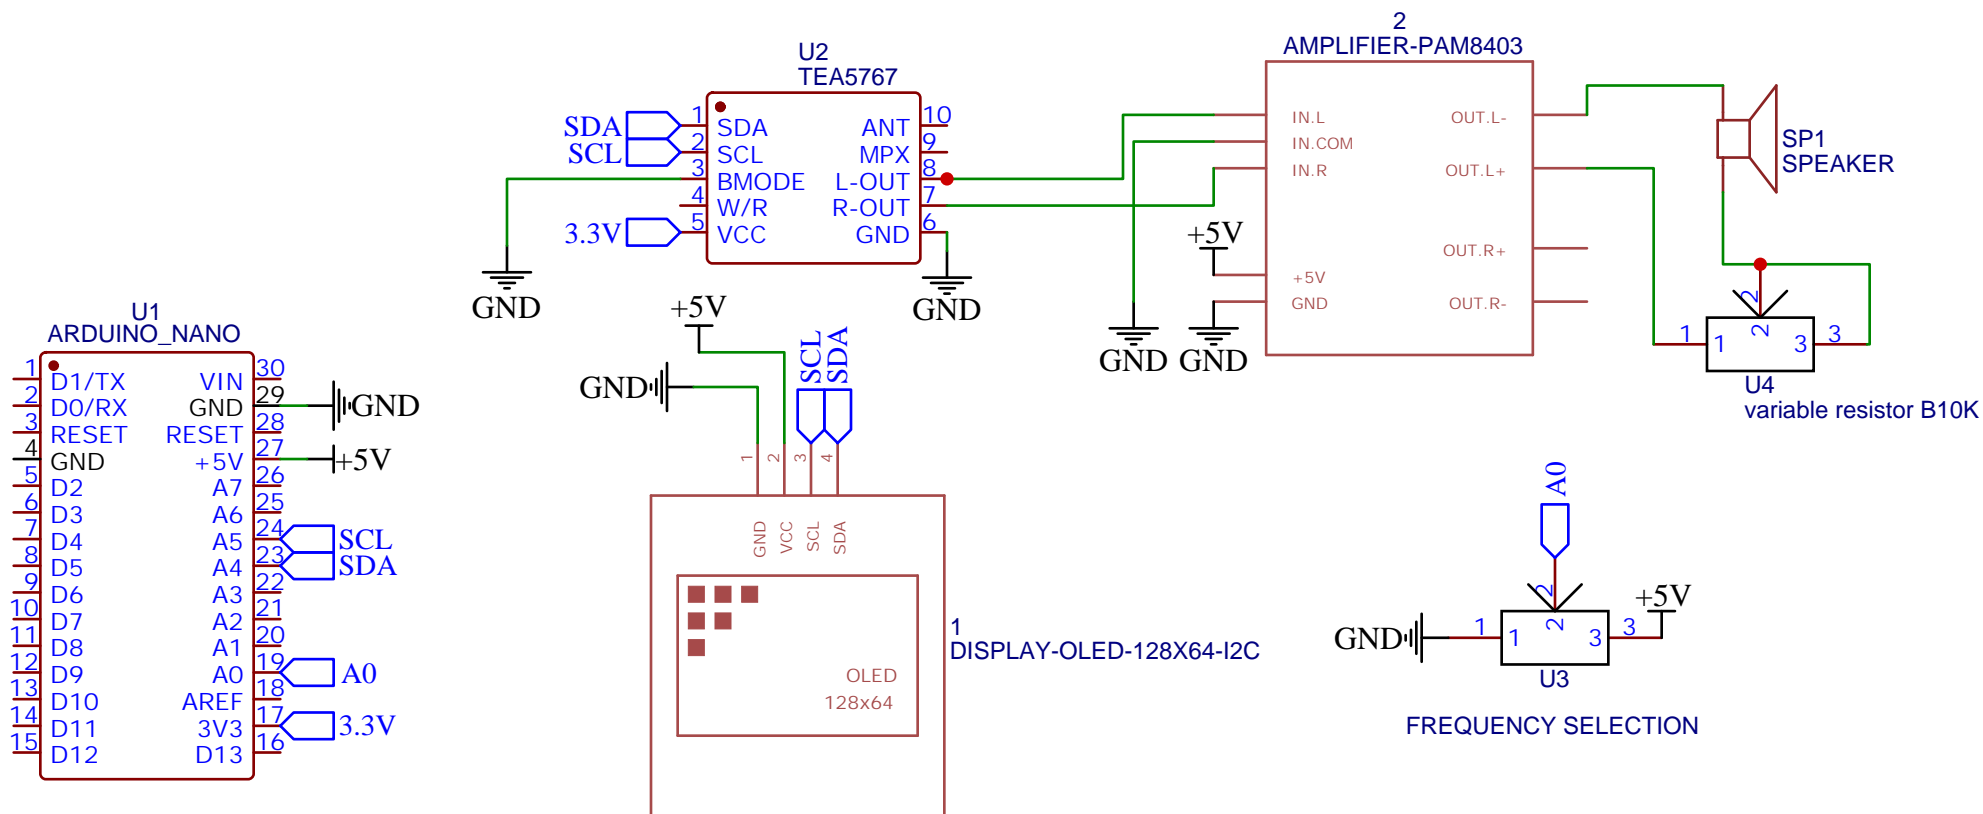 U1
ARDUINO_NANO
1 D1/TX VIN 30
2 D0/RX GND 29 GND
3 RESET RESET 28
4 GND +5V 27 +5V
5 D2 A7 26
6 D3 A6 25
7 D4 A5 24 SCL
8 D5 A4 23 SDA
9 D6 A3 22
10 D7 A2 21
11 D8 A1 20
12 D9 A0 19 A0
13 D10 AREF 18
14 D11 3V3 17 3.3V
15 D12 D13 16
U2
TEA5767
SDA 1 SDA ANT 10
SCL 2 SCL MPX 9
3 BMODE L-OUT 8
4 W/R R-OUT 7
3.3V 5 VCC GND 6
GND
GND
+5V
GND
SCL
SDA
1 2 3 4
GND VCC SCL SDA
OLED
128x64
1
DISPLAY-OLED-128X64-I2C
2
AMPLIFIER-PAM8403
IN.L OUT.L-
IN.COM
IN.R OUT.L+
OUT.R+
+5V
+5V
GND OUT.R-
GND
GND
SP1
SPEAKER
2
1 1 2 3 3
U4
variable resistor B10K
A0
2
+5V
GND 1 1 2 3 3
U3
FREQUENCY SELECTION